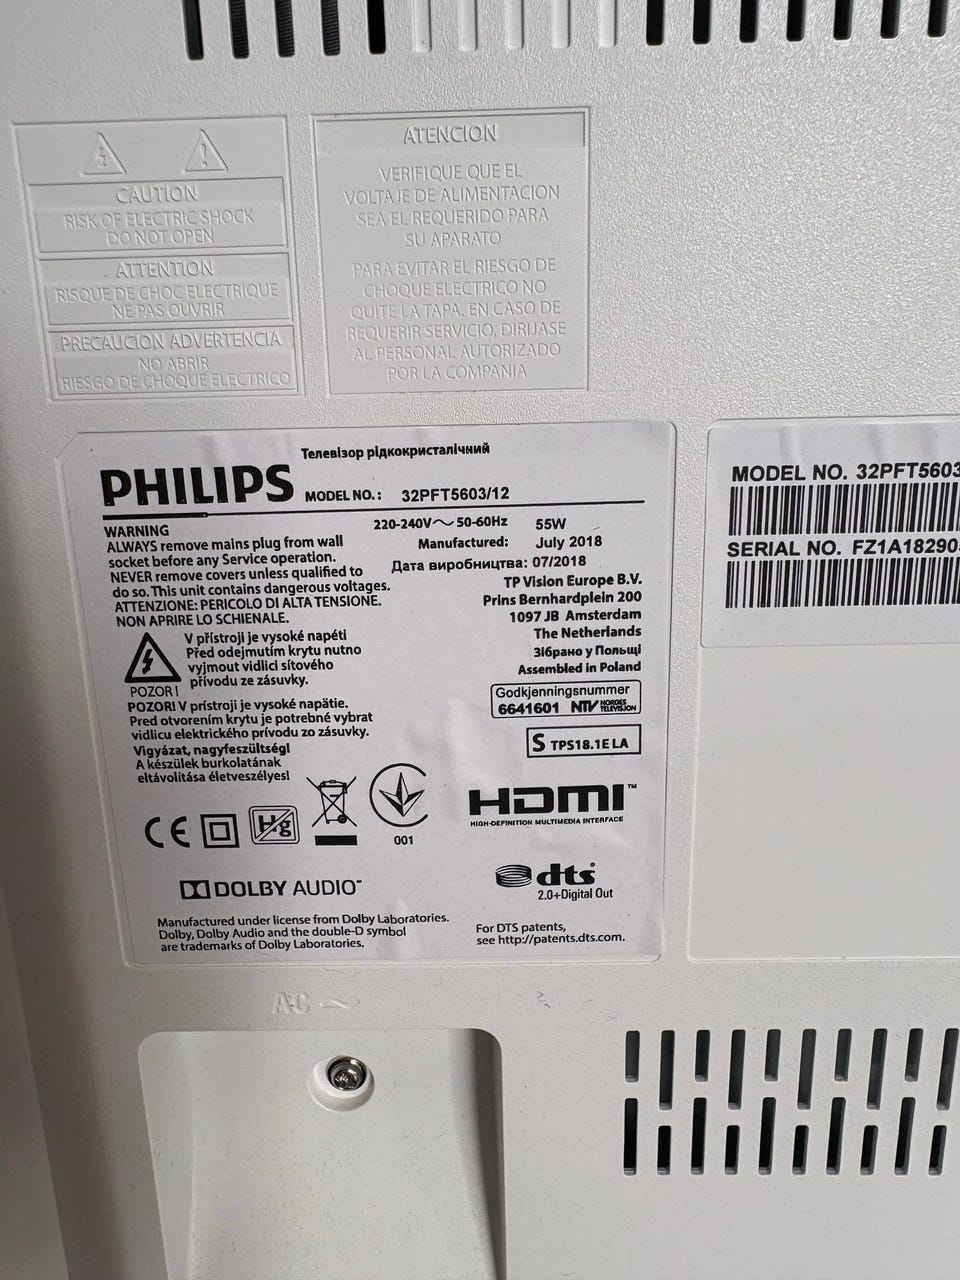 CAUTION
RISK OF ELECTRIC SHOCK
DO NOT OPEN
ATTENTION
RISQUE DE CHOC ELECTRIQUE
NE PAS OUVRIR
PRECAUCION ADVERTENCIA
NO ABRIR
RIESGO DE CHOQUE ELECTRICO
ATENCION
VERIFIQUE QUE EL
VOLTAJE DE ALIMENTACION
SEA EL REQUERIDO PARA
SU APARATO
PARA EVITAR EL RIESGO DE
CHOQUE ELECTRICO NO
QUITE LA TAPA. EN CASO DE
REQUERIR SERVICIO, DIRIJASE
AL PERSONAL AUTORIZADO
POR LA COMPANIA
Телевізор рідкокристалічний
PHILIPS MODEL NO.: 32PFT5603/12
220-240V~ 50-60Hz 55W
Manufactured: July 2018
Дата виробництва: 07/2018
TP Vision Europe B.V.
Prins Bernhardplein 200
1097 JB Amsterdam
The Netherlands
Зібрано у Польщі
Assembled in Poland
WARNING
ALWAYS remove mains plug from wall
socket before any Service operation.
NEVER remove covers unless qualified to
do so. This unit contains dangerous voltages.
ATTENZIONE: PERICOLO DI ALTA TENSIONE.
NON APRIRE LO SCHIENALE.
V přístroji je vysoké napětí
Před odejmutím krytu nutno
vyjmout vidlici síťového
přívodu ze zásuvky.
POZOR!
POZOR! V prístroji je vysoké napätie.
Pred otvorením krytu je potrebné vybrat
vidlicu elektrického prívodu zo zásuvky.
Vigyázat, nagyfeszültség!
A készülek burkolatának
eltávolítása életveszélyes!
Godkjenningsnummer
6641601 NTV NORGES TELEVISJON
S TPS18.1E LA
CE
Hg
001
HDMI™
HIGH-DEFINITION MULTIMEDIA INTERFACE
DOLBY AUDIO™
dts
2.0+Digital Out
Manufactured under license from Dolby Laboratories.
Dolby, Dolby Audio and the double-D symbol
are trademarks of Dolby Laboratories.
For DTS patents,
see http://patents.dts.com.
MODEL NO. 32PFT5603
SERIAL NO. FZ1A18290
AC ~